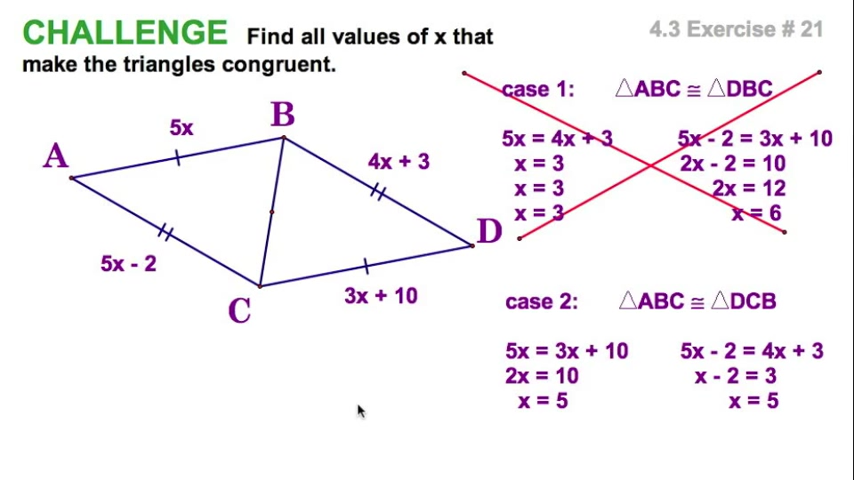 CHALLENGE Find all values of x that
make the triangles congruent.
4.3 Exercise # 21
A
5x
B
4x + 3
D
5x - 2
C
3x + 10
case 1: △ABC ≅ △DBC
5x = 4x + 3 5x - 2 = 3x + 10
x = 3 2x - 2 = 10
x = 3 2x = 12
x = 3 x = 6
case 2: △ABC ≅ △DCB
5x = 3x + 10 5x - 2 = 4x + 3
2x = 10 x - 2 = 3
x = 5 x = 5